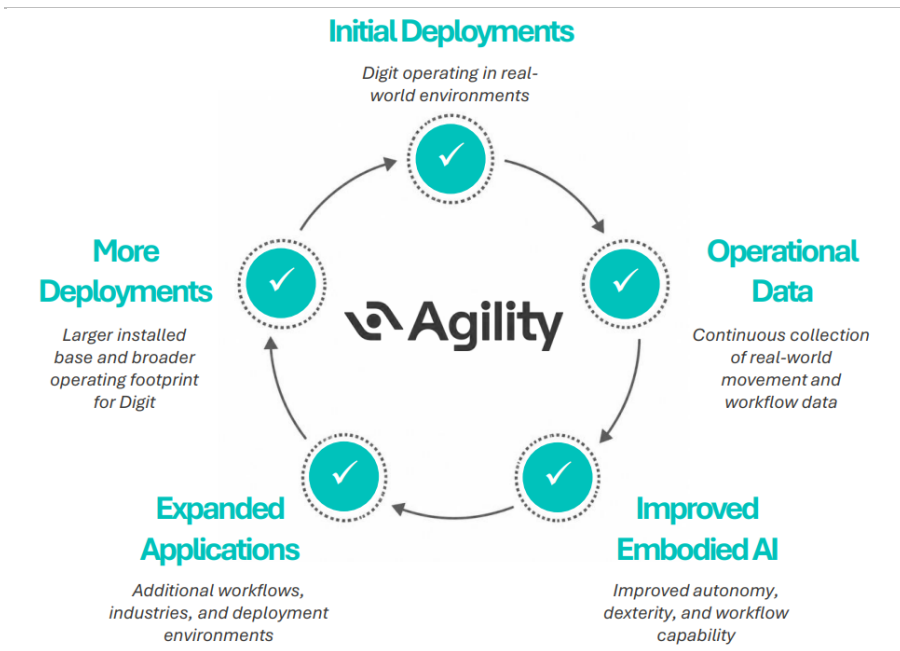 Initial Deployments
Digit operating in real-
world environments
More
Deployments
Larger installed
base and broader
operating footprint
for Digit
Agility
Operational
Data
Continuous collection
of real-world
movement and
workflow data
Expanded
Applications
Additional workflows,
industries, and deployment
environments
Improved
Embodied AI
Improved autonomy,
dexterity, and workflow
capability